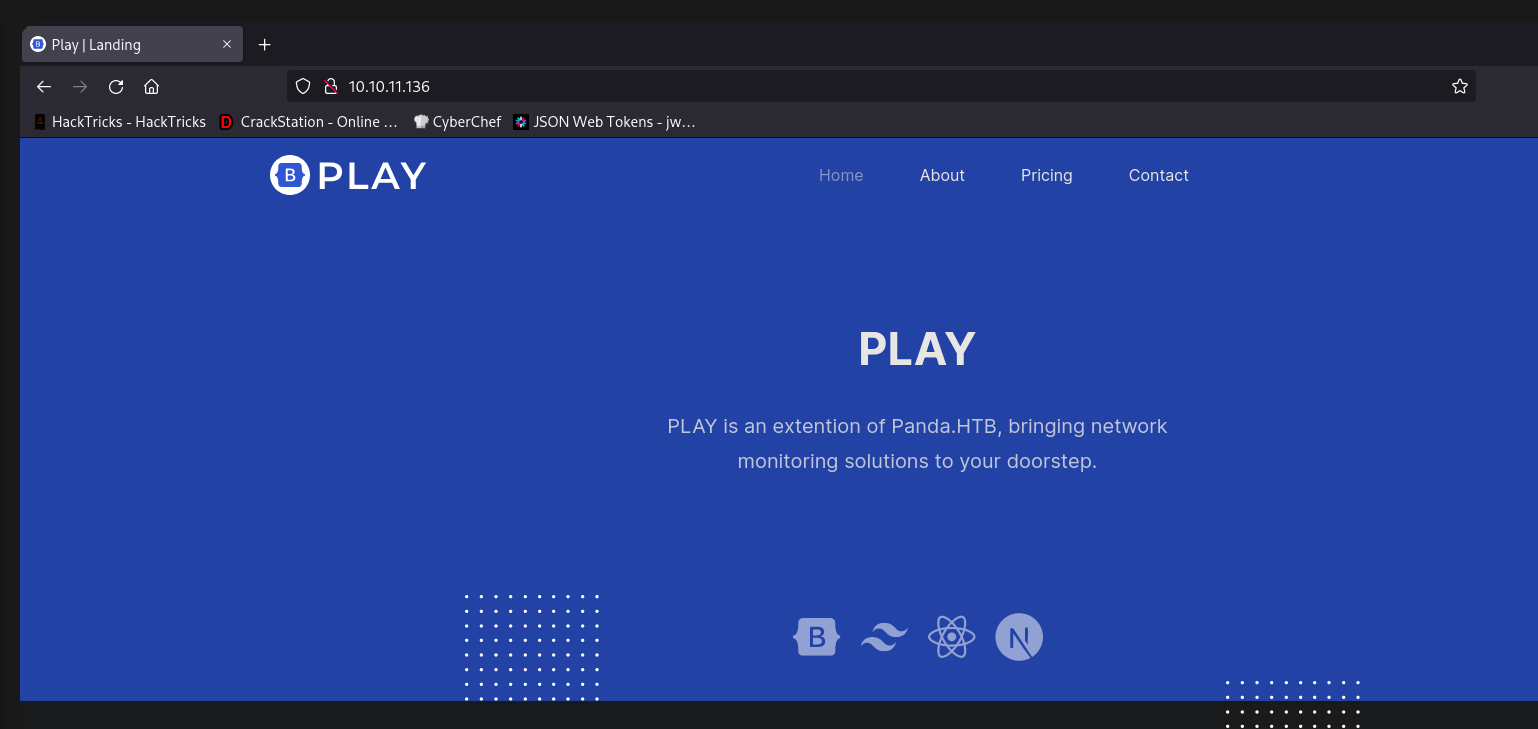 Play | Landing
10.10.11.136
HackTricks - HackTricks
CrackStation - Online ...
CyberChef
JSON Web Tokens - jw...
B PLAY
Home
About
Pricing
Contact
PLAY
PLAY is an extention of Panda.HTB, bringing network
monitoring solutions to your doorstep.
B
N